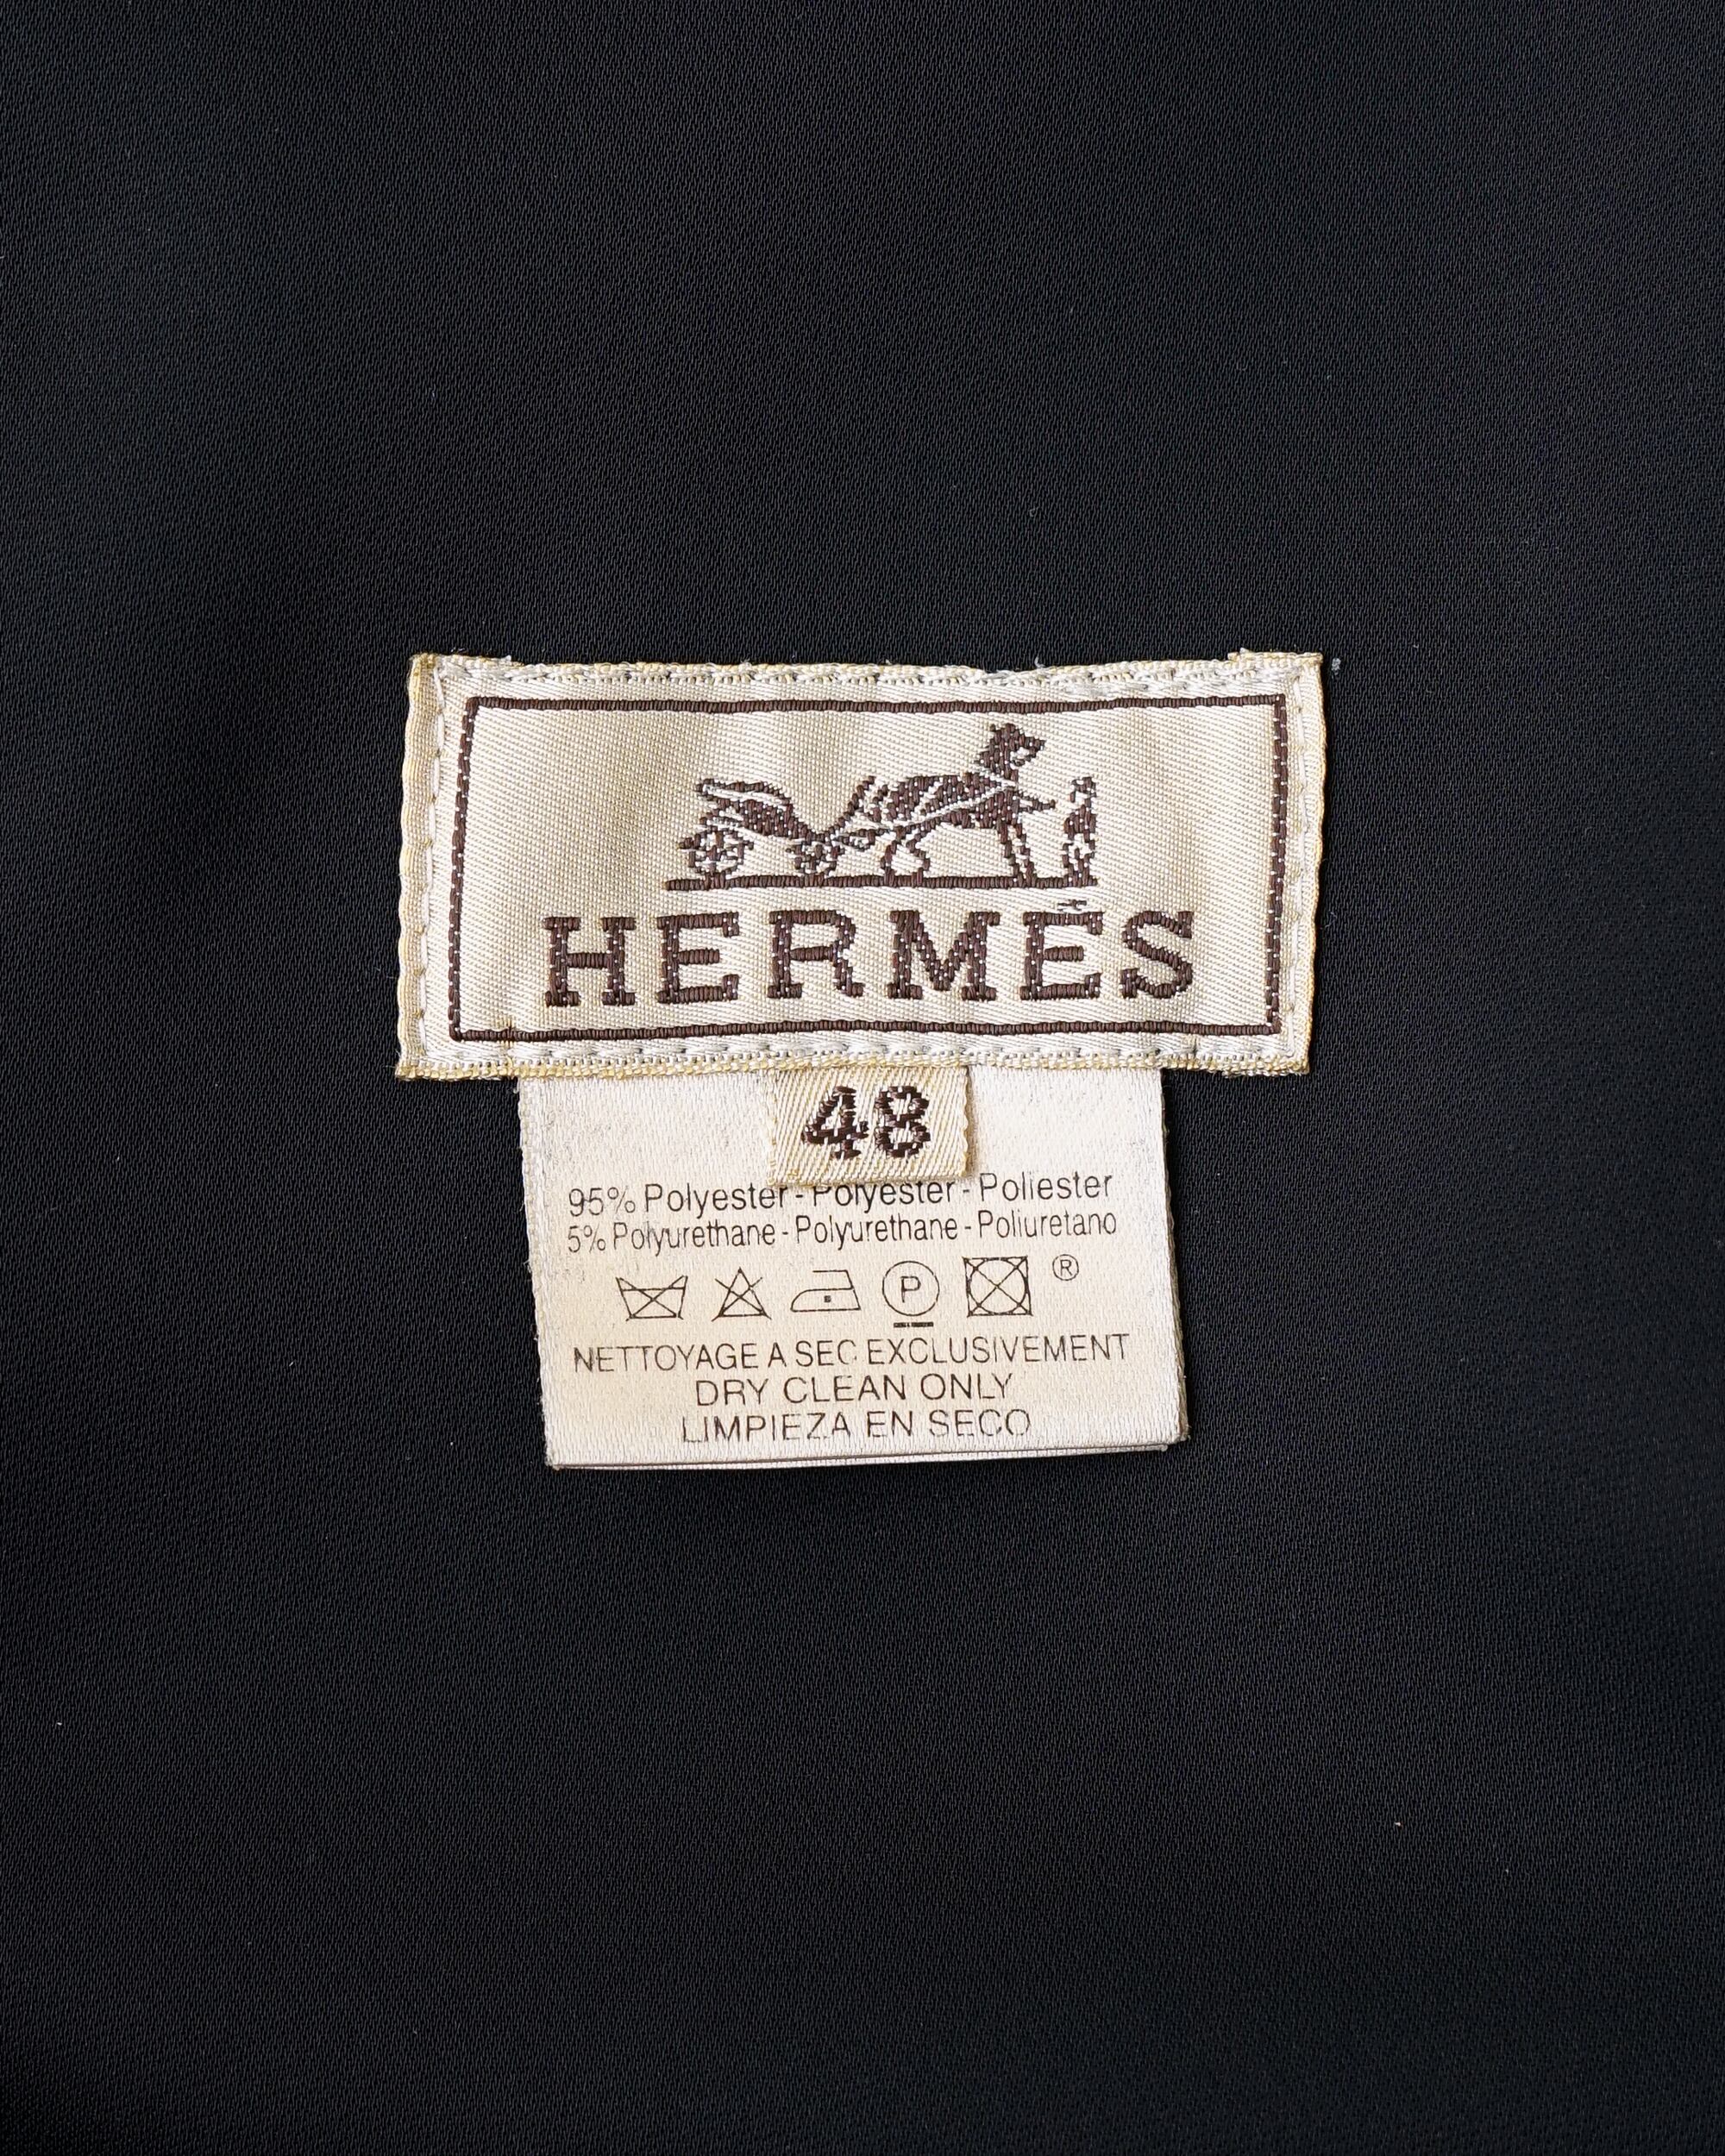 HERMÈS
48
95% Polyester - Polyester - Poliester
5% Polyurethane - Polyurethane - Poliuretano
P ®
NETTOYAGE A SEC EXCLUSIVEMENT
DRY CLEAN ONLY
LIMPIEZA EN SECO